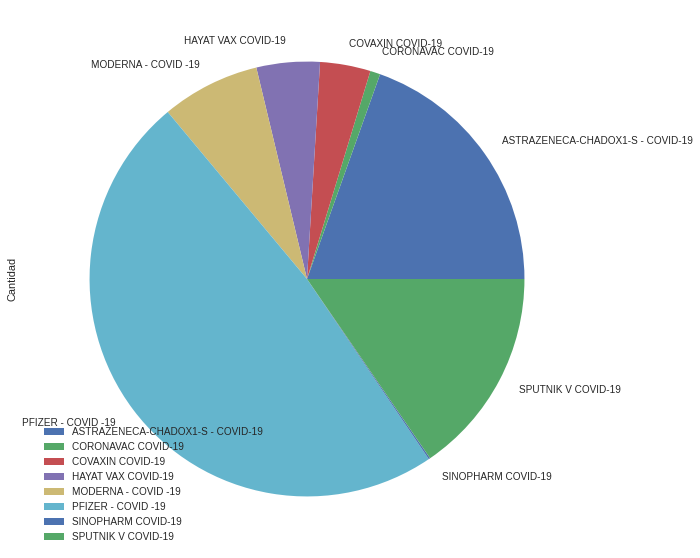 HAYAT VAX COVID-19
COVAXIN COVID-19
CORONAVAC COVID-19
MODERNA - COVID -19
ASTRAZENECA-CHADOX1-S - COVID-19
Cantidad
SPUTNIK V COVID-19
PFIZER - COVID -19
SINOPHARM COVID-19
ASTRAZENECA-CHADOX1-S - COVID-19
CORONAVAC COVID-19
COVAXIN COVID-19
HAYAT VAX COVID-19
MODERNA - COVID -19
PFIZER - COVID -19
SINOPHARM COVID-19
SPUTNIK V COVID-19